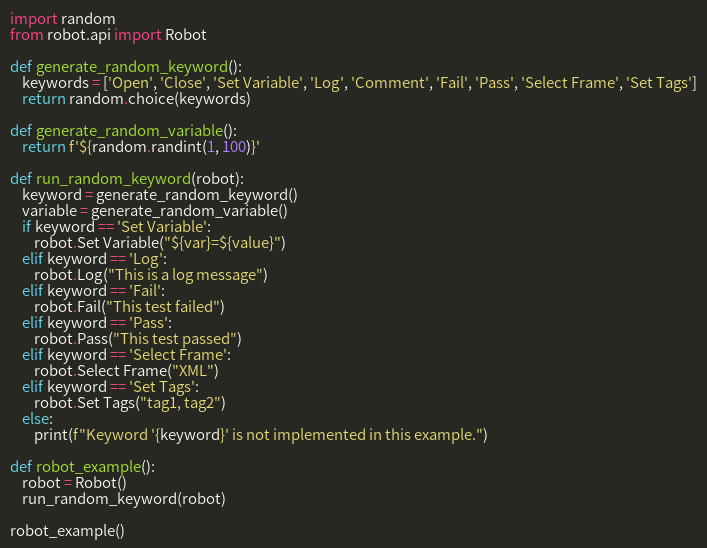 import random
from robot.api import Robot

def generate_random_keyword():
    keywords = ['Open', 'Close', 'Set Variable', 'Log', 'Comment', 'Fail', 'Pass', 'Select Frame', 'Set Tags']
    return random.choice(keywords)

def generate_random_variable():
    return f'${random.randint(1, 100)}'

def run_random_keyword(robot):
    keyword = generate_random_keyword()
    variable = generate_random_variable()
    if keyword == 'Set Variable':
        robot.Set Variable("${var}=${value}")
    elif keyword == 'Log':
        robot.Log("This is a log message")
    elif keyword == 'Fail':
        robot.Fail("This test failed")
    elif keyword == 'Pass':
        robot.Pass("This test passed")
    elif keyword == 'Select Frame':
        robot.Select Frame("XML")
    elif keyword == 'Set Tags':
        robot.Set Tags("tag1, tag2")
    else:
        print(f"Keyword '{keyword}' is not implemented in this example.")

def robot_example():
    robot = Robot()
    run_random_keyword(robot)

robot_example()